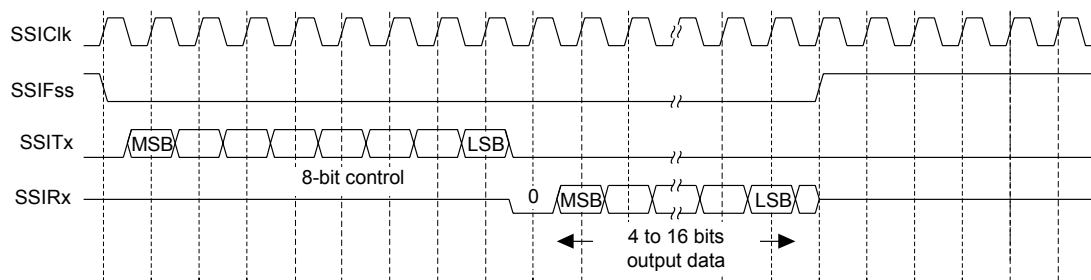 SSIClk
SSIFss
SSITx
MSB
LSB
8-bit control
SSIRx
0
MSB
LSB
4 to 16 bits
output data